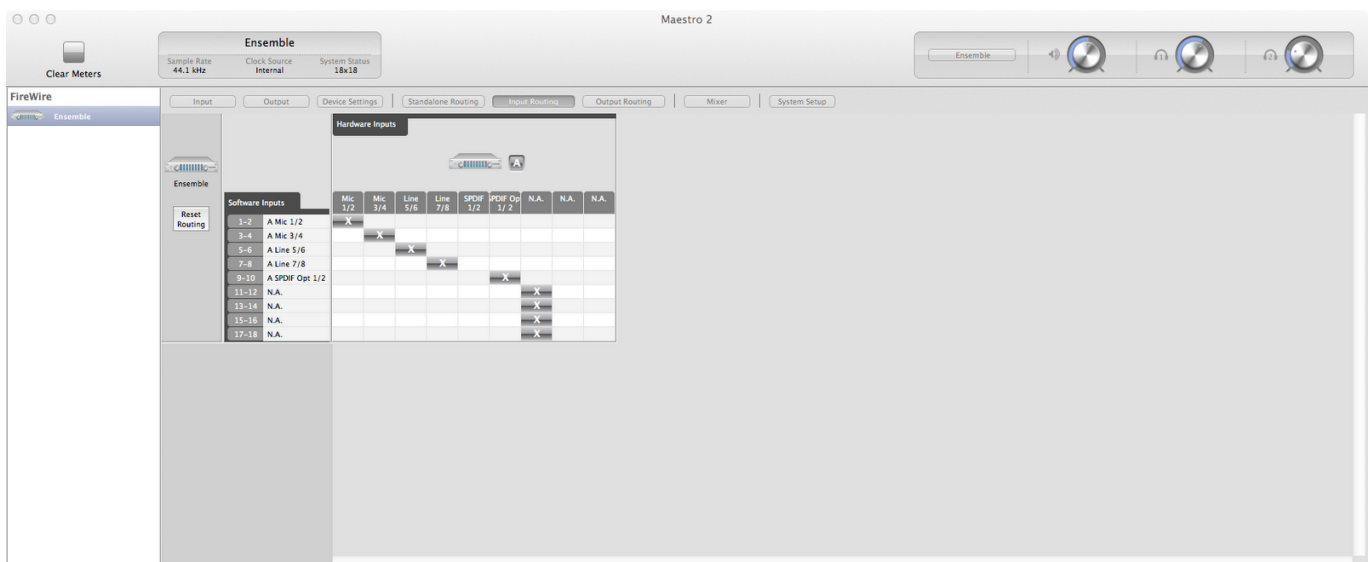 Maestro 2
Clear Meters
Ensemble
Sample Rate Clock Source System Status
44.1 kHz Internal 18x18
Ensemble
1
2
FireWire
Ensemble
Input Output Device Settings Standalone Routing Input Routing Output Routing Mixer System Setup
Hardware Inputs
A
Ensemble
Reset
Routing
Software Inputs
Mic Mic Line Line SPDIF PDIF Op N.A. N.A. N.A.
1/2 3/4 5/6 7/8 1/2 1/ 2
1-2 A Mic 1/2 X
3-4 A Mic 3/4 X
5-6 A Line 5/6 X
7-8 A Line 7/8 X
9-10 A SPDIF Opt 1/2 X
11-12 N.A. X
13-14 N.A. X
15-16 N.A. X
17-18 N.A. X